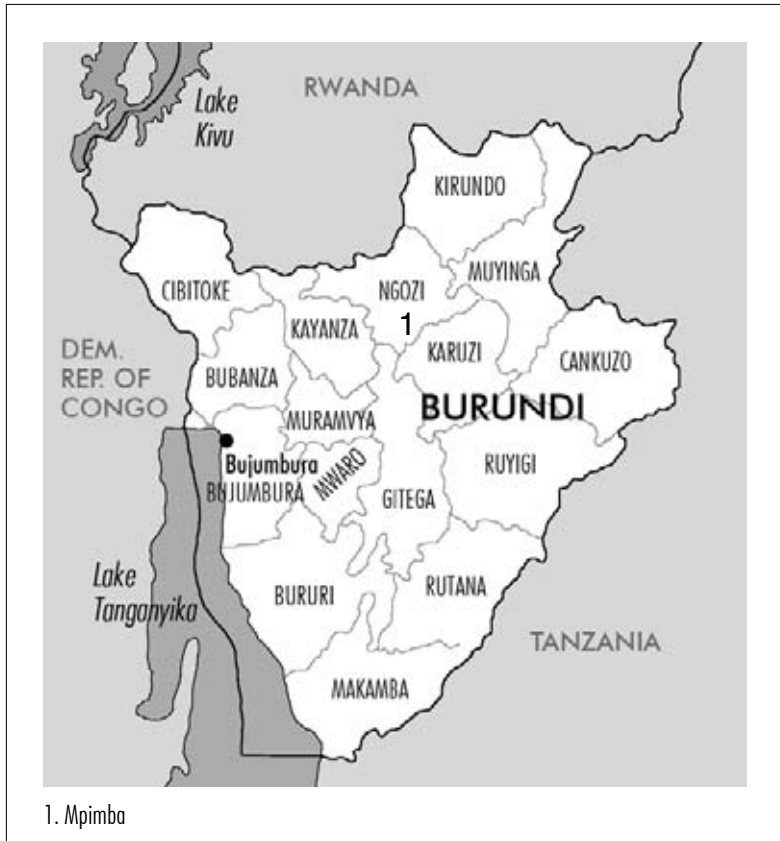 RWANDA
Lake
Kivu
KIRUNDO
CIBITOKE
NGOZI
MUYINGA
1
KAYANZA
DEM.
REP. OF
CONGO
KARUZI
CANKUZO
BUBANZA
BURUNDI
MURAMVYA
Bujumbura
BUJUMBURA
MWARO
RUYIGI
GITEGA
Lake
Tanganyika
BURURI
RUTANA
TANZANIA
MAKAMBA
1. Mpimba